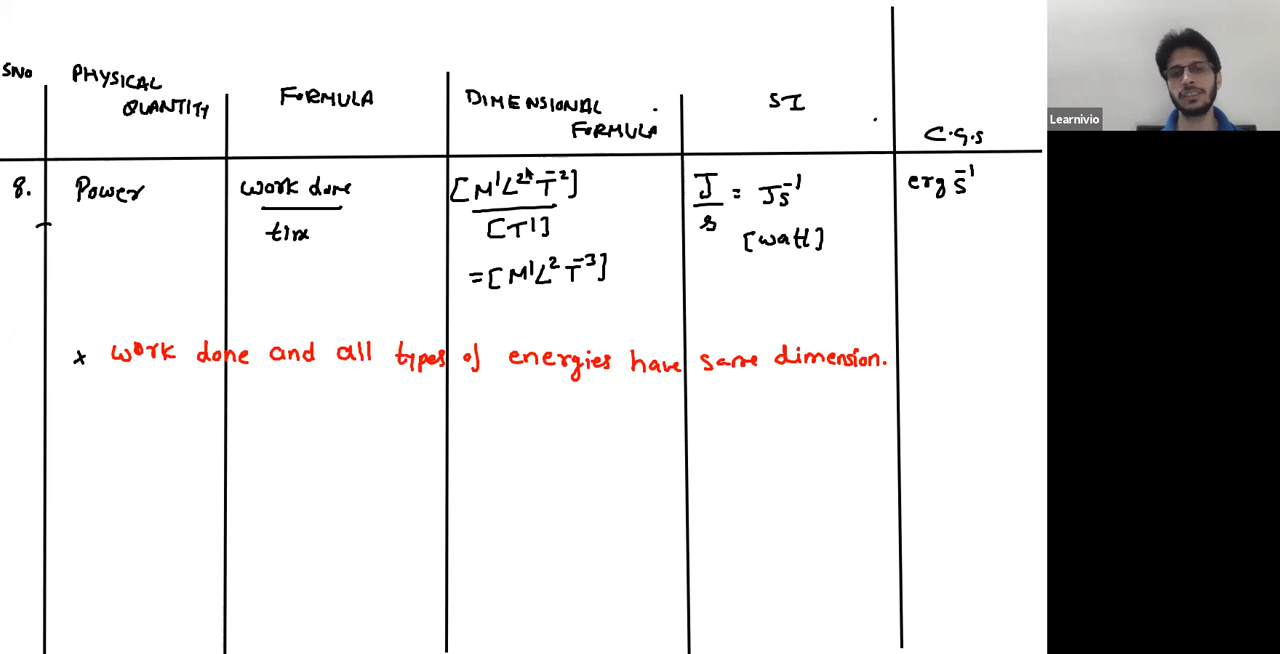 SNO
PHYSICAL
QUANTITY
FORMULA
DIMENSIONAL
FORMULA
SI
C.G.S
8.
Power
work done
time
[M¹L²T⁻²]
[T¹]
= [M¹L²T⁻³]
J
s
= Js⁻¹
[watt]
erg s⁻¹
* work done and all types of energies have same dimension.
Learnivio